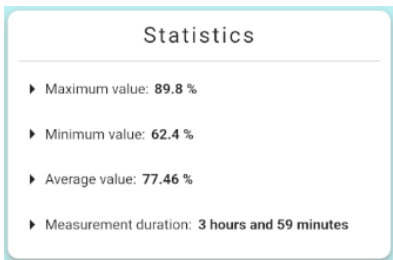 Statistics
Maximum value: 89.8 %
Minimum value: 62.4 %
Average value: 77.46 %
Measurement duration: 3 hours and 59 minutes